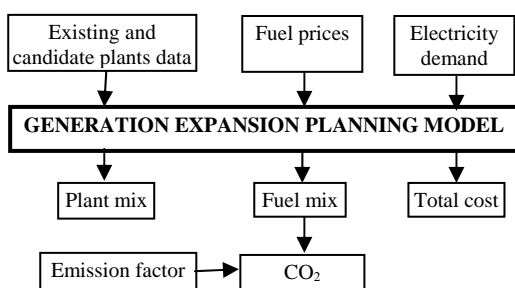 Existing and
candidate plants data
Fuel prices
Electricity
demand
GENERATION EXPANSION PLANNING MODEL
Plant mix
Fuel mix
Total cost
Emission factor
CO₂